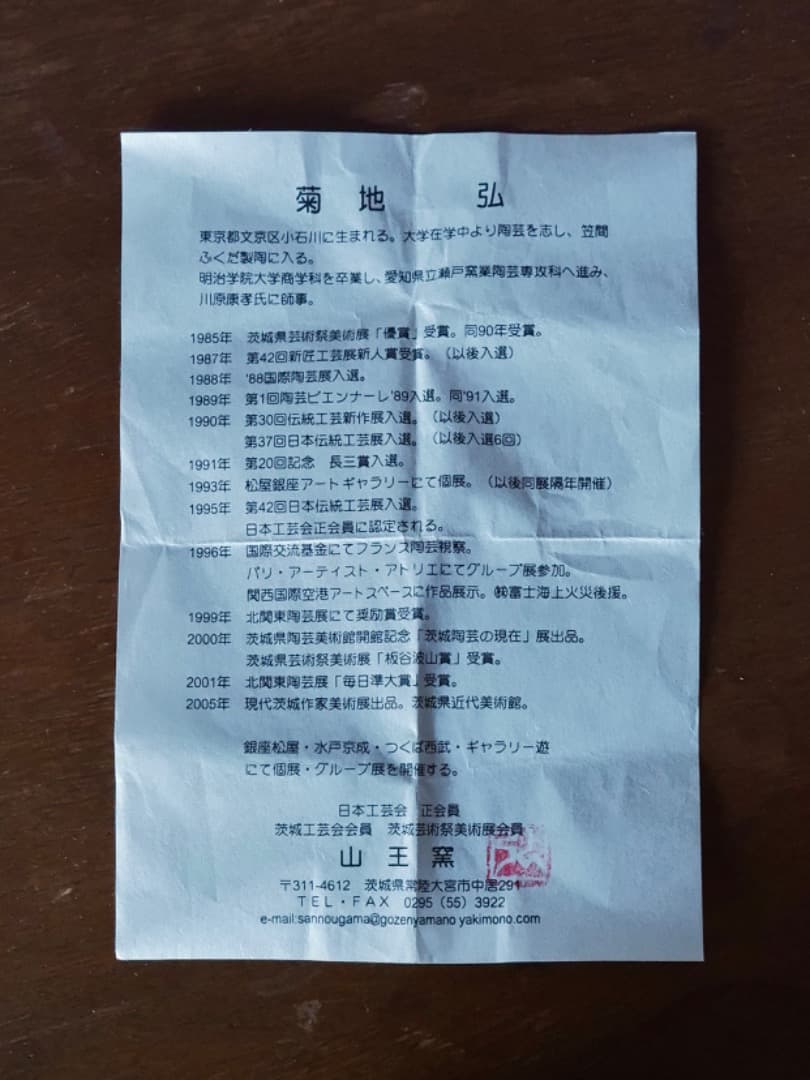 菊地 弘
東京都文京区小石川に生まれる。大学在学中より陶芸を志し、笠間
ふくだ製陶に入る。
明治学院大学商学科を卒業し、愛知県立瀬戸窯業陶芸専攻科へ進み、
川原康孝氏に師事。
1985年 茨城県芸術祭美術展「優賞」受賞。同90年受賞。
1987年 第42回新匠工芸展新人賞受賞。（以後入選）
1988年 '88国際陶芸展入選。
1989年 第1回陶芸ビエンナーレ'89入選。同'91入選。
1990年 第30回伝統工芸新作展入選。（以後入選）
第37回日本伝統工芸展入選。（以後入選6回）
1991年 第20回記念 長三賞入選。
1993年 松屋銀座アートギャラリーにて個展。（以後同展隔年開催）
1995年 第42回日本伝統工芸展入選。
日本工芸会正会員に認定される。
1996年 国際交流基金にてフランス陶芸視察。
パリ・アーティスト・アトリエにてグループ展参加。
関西国際空港アートスペースに作品展示。㈱富士海上火災後援。
1999年 北関東陶芸展にて奨励賞受賞。
2000年 茨城県陶芸美術館開館記念「茨城陶芸の現在」展出品。
茨城県芸術祭美術展「板谷波山賞」受賞。
2001年 北関東陶芸展「毎日準大賞」受賞。
2005年 現代茨城作家美術展出品。茨城県近代美術館。
銀座松屋・水戸京成・つくば西武・ギャラリー遊
にて個展・グループ展を開催する。
日本工芸会 正会員
茨城工芸会会員 茨城芸術祭美術展会員
山王窯
〒311-4612 茨城県常陸大宮市中居291
TEL・FAX 0295（55）3922
e-mail:sannougama@gozenyamano yakimono.com